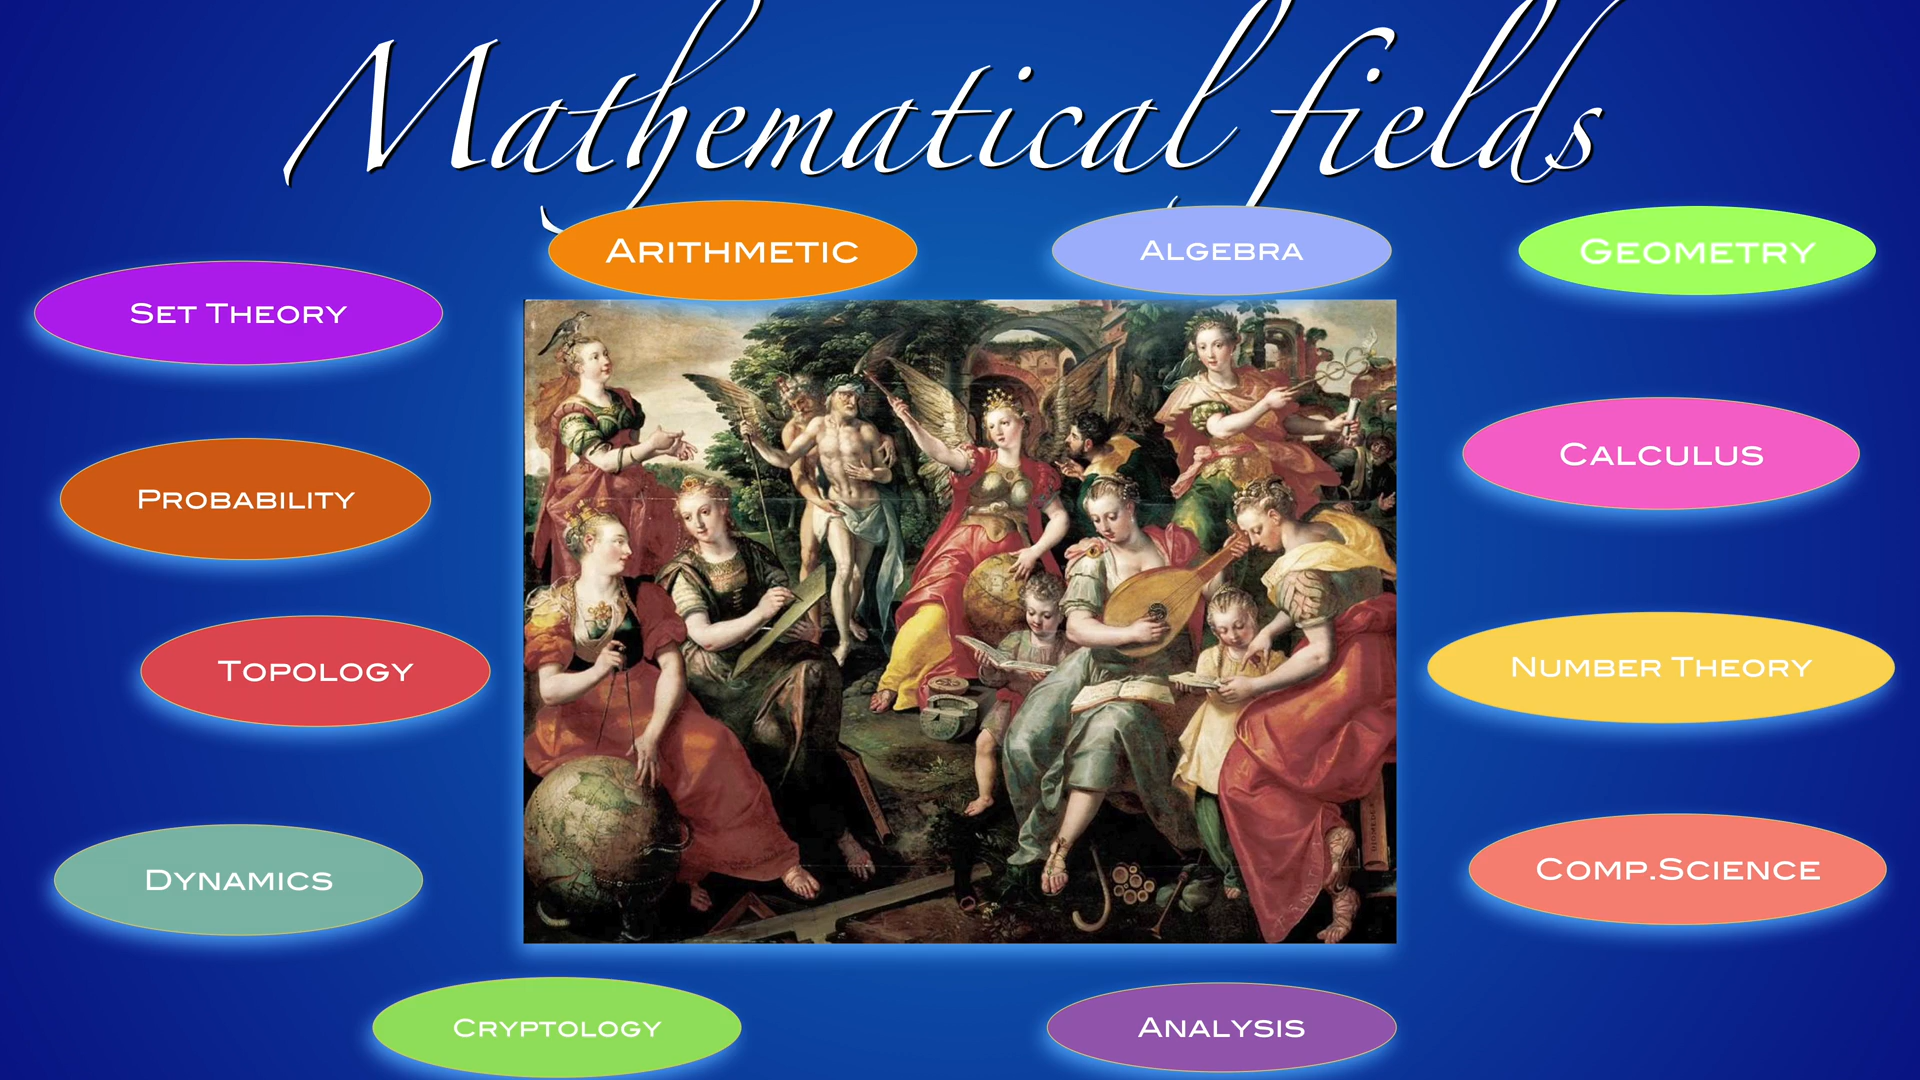 Mathematical fields
Arithmetic
Algebra
Geometry
Set Theory
Calculus
Probability
Number Theory
Topology
Comp.Science
Dynamics
Cryptology
Analysis